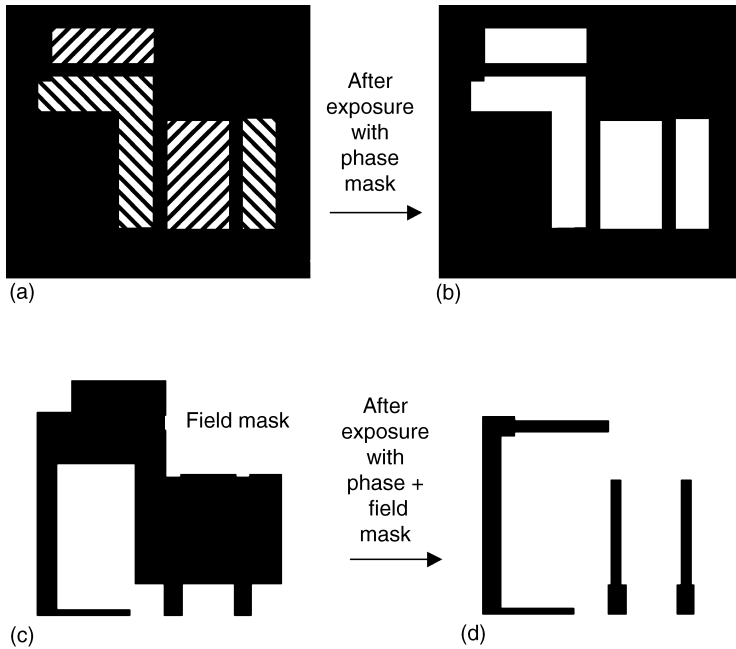 After
exposure
with
phase
mask
(a)
(b)
Field mask
After
exposure
with
phase +
field
mask
(c)
(d)